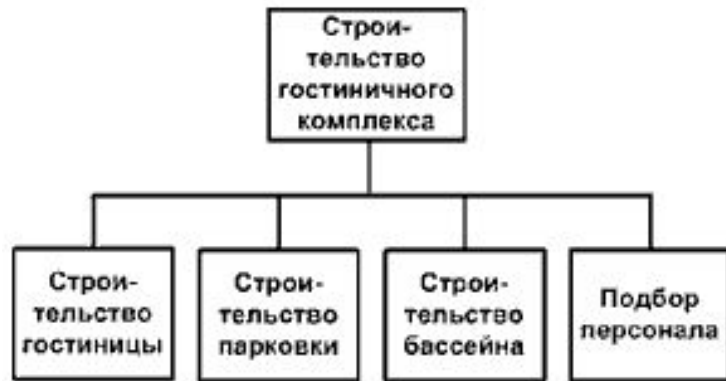 Строи-
тельство
гостиничного
комплекса
Строи-
тельство
гостиницы
Строи-
тельство
парковки
Строи-
тельство
бассейна
Подбор
персонала